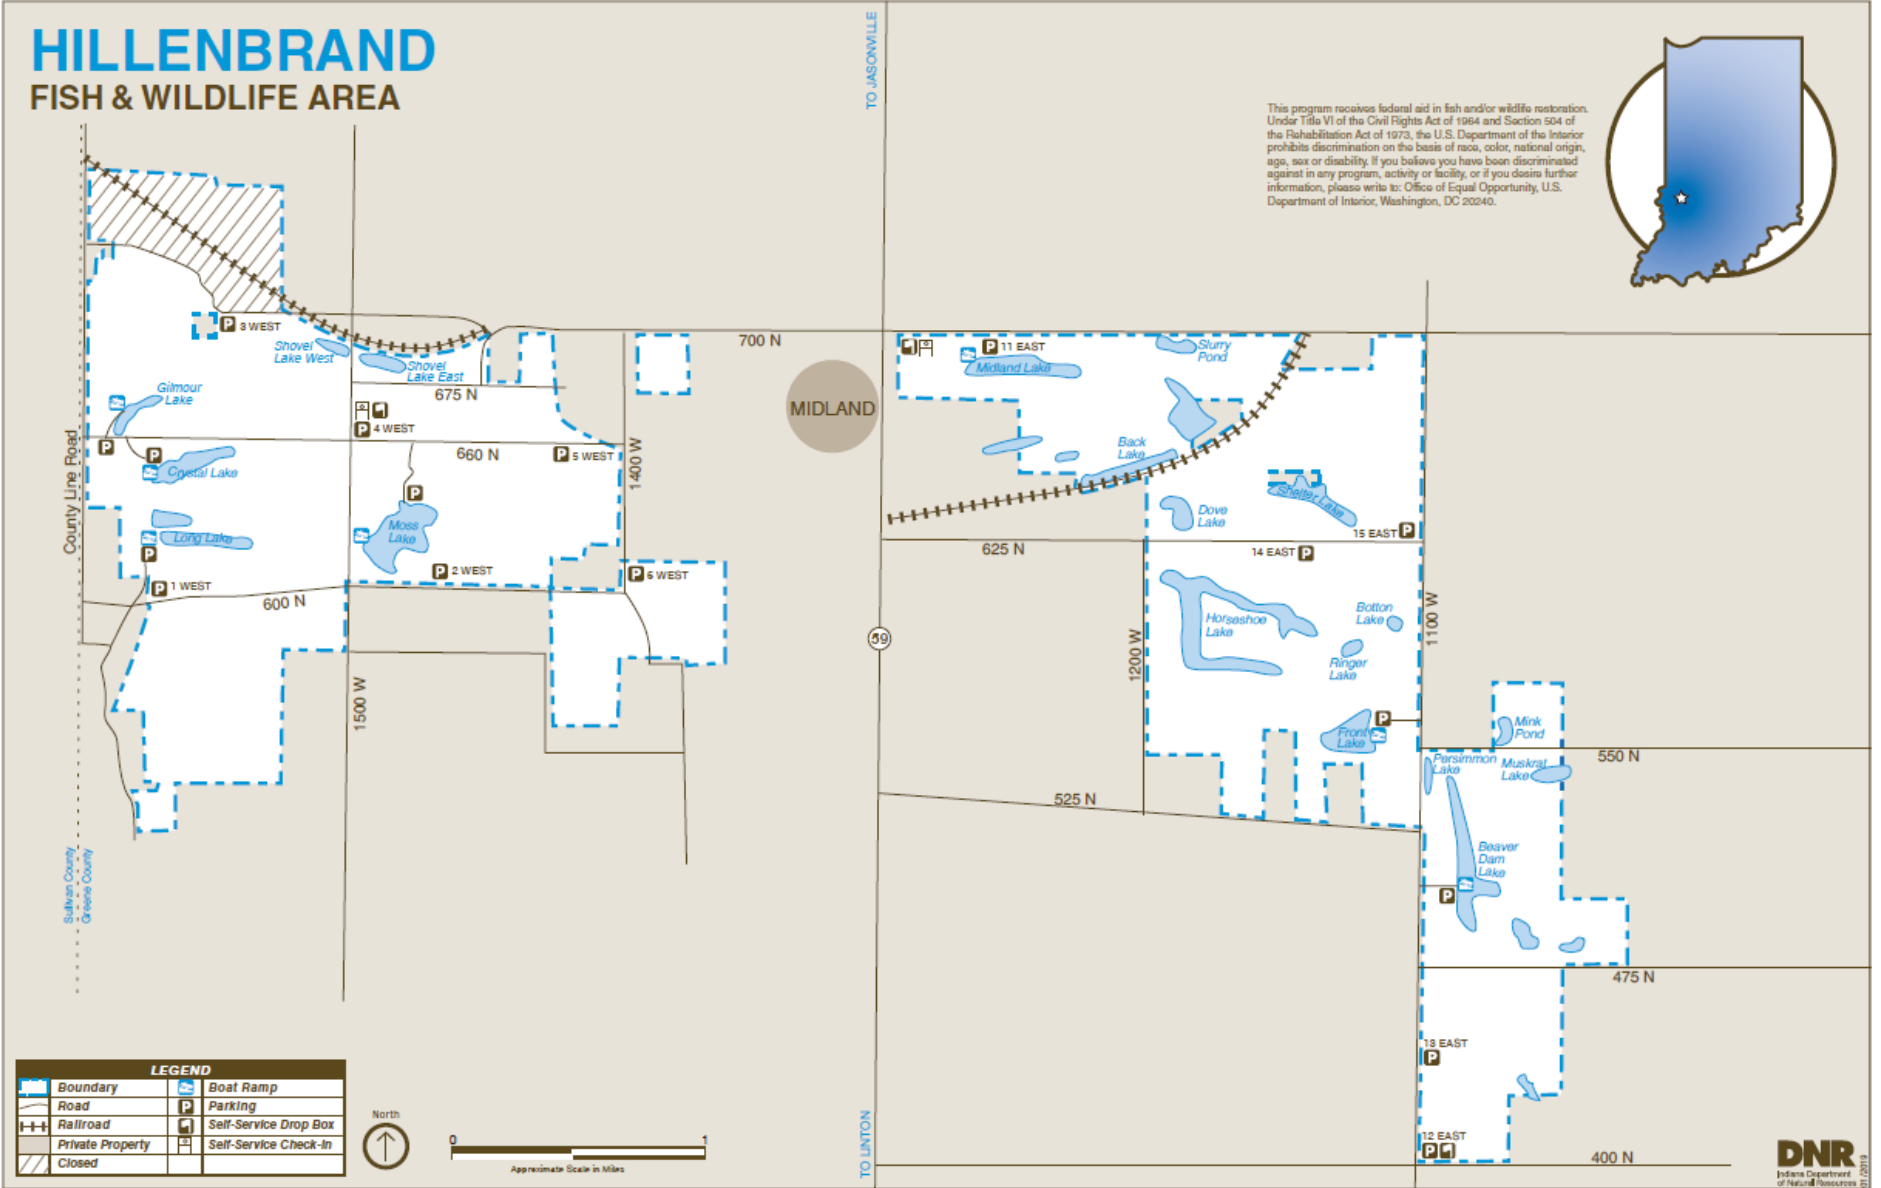 HILLENBRAND
FISH & WILDLIFE AREA
TO JASONVILLE
This program receives federal aid in fish and/or wildlife restoration.
Under Title VI of the Civil Rights Act of 1964 and Section 504 of
the Rehabilitation Act of 1973, the U.S. Department of the Interior
prohibits discrimination on the basis of race, color, national origin,
age, sex or disability. If you believe you have been discriminated
against in any program, activity or facility, or if you desire further
information, please write to: Office of Equal Opportunity, U.S.
Department of Interior, Washington, DC 20240.
P 3 WEST
Shovel
Lake West
Shovel
Lake East
675 N
700 N
MIDLAND
P 11 EAST
Midland Lake
Slurry
Pond
Gilmour
Lake
P 4 WEST
County Line Road
P
P
660 N
P 5 WEST
1400 W
Crystal Lake
Back
Lake
P
Moss
Lake
Long Lake
P
Dove
Lake
Shelter Lake
15 EAST P
625 N
14 EAST P
P 2 WEST
P 6 WEST
P 1 WEST
600 N
Horseshoe
Lake
Botton
Lake
1100 W
59
1200 W
Ringer
Lake
1500 W
P
Front
Lake
Mink
Pond
550 N
Persimmon
Lake
Muskrat
Lake
525 N
Beaver
Dam
Lake
P
Sullivan County
Greene County
475 N
13 EAST
P
12 EAST
P
400 N
TO LINTON
LEGEND
Boundary
Boat Ramp
Road
P Parking
Railroad
Self-Service Drop Box
Private Property
Self-Service Check-In
Closed
North
0 1
Approximate Scale in Miles
DNR
Indiana Department
of Natural Resources
01/2019